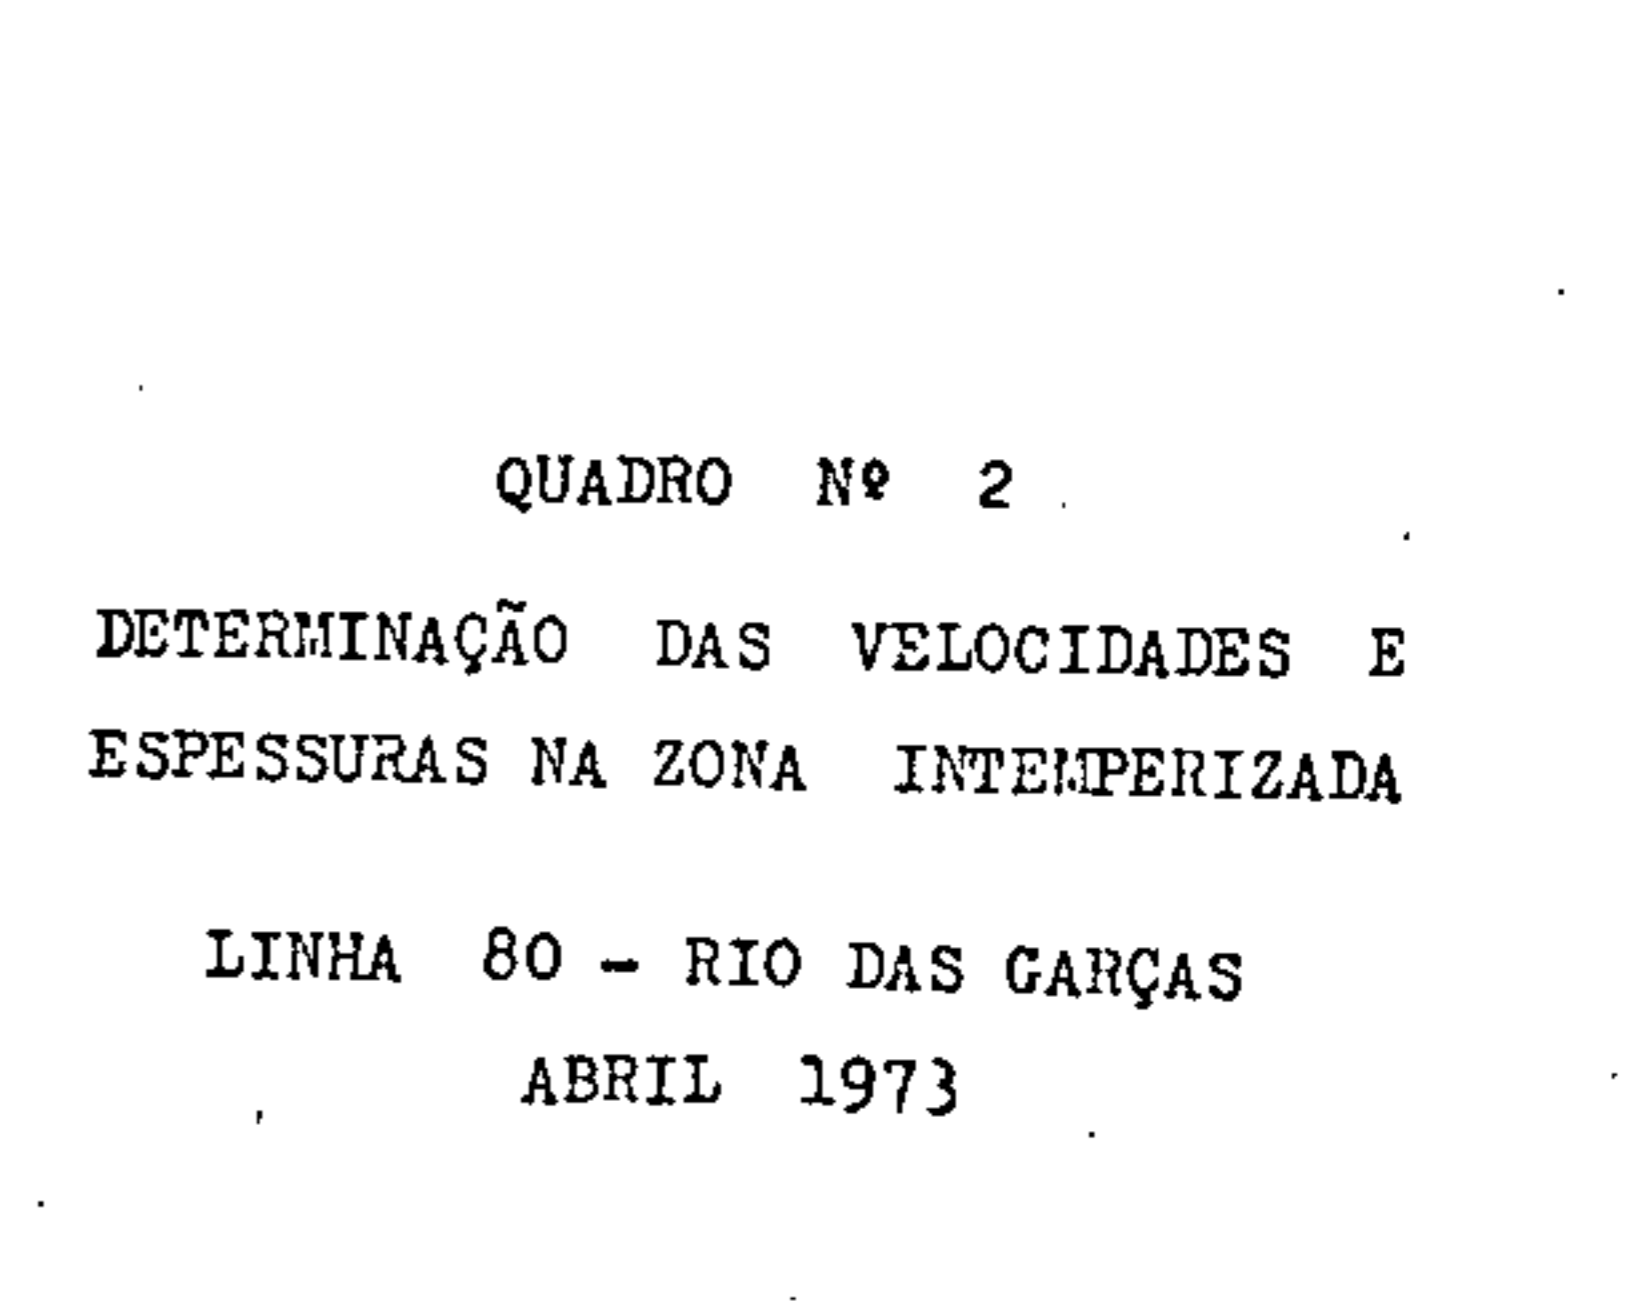 QUADRO Nº 2
DETERMINAÇÃO DAS VELOCIDADES E
ESPESSURAS NA ZONA INTEMPERIZADA
LINHA 80 - RIO DAS GARÇAS
ABRIL 1973